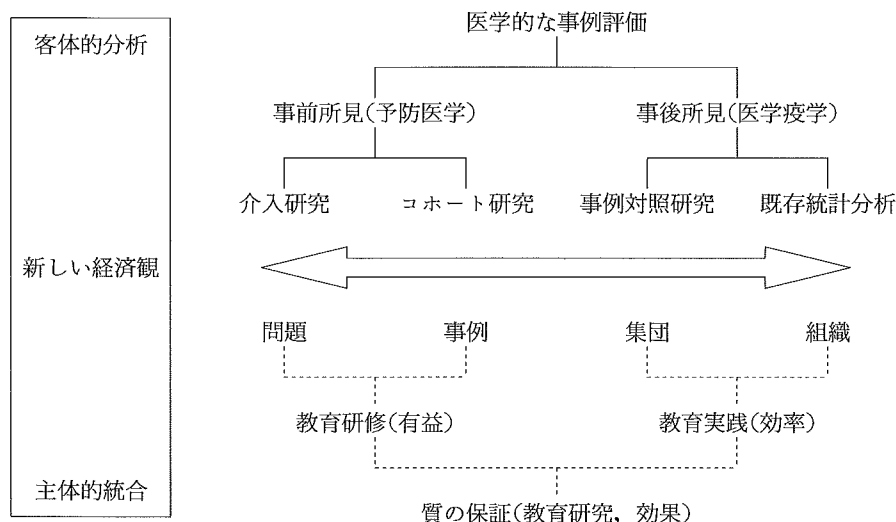 医学的な事例評価
客体的分析
事前所見(予防医学)
事後所見(医学疫学)
介入研究
コホート研究
事例対照研究
既存統計分析
新しい経済観
問題
事例
集団
組織
教育研修(有益)
教育実践(効率)
主体的統合
質の保証(教育研究,効果)